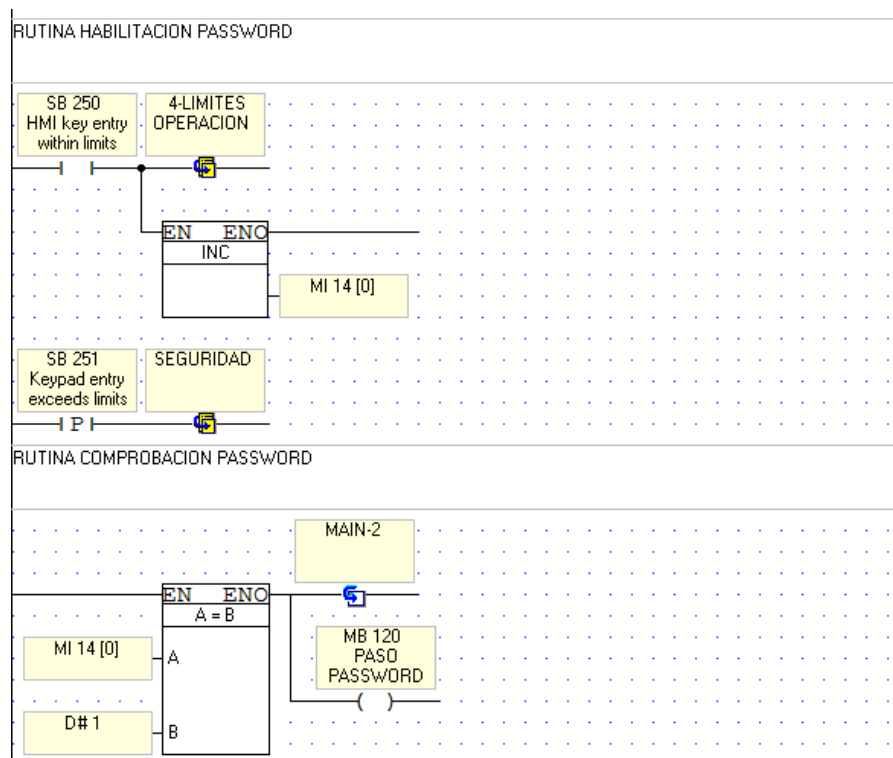 RUTINA HABILITACION PASSWORD
SB 250
HMI key entry
within limits
4-LIMITES
OPERACION
EN ENO
INC
MI 14 [0]
SB 251
Keypad entry
exceeds limits
SEGURIDAD
P
RUTINA COMPROBACION PASSWORD
MAIN-2
EN ENO
A = B
MI 14 [0]
A
MB 120
PASO
PASSWORD
D# 1
B